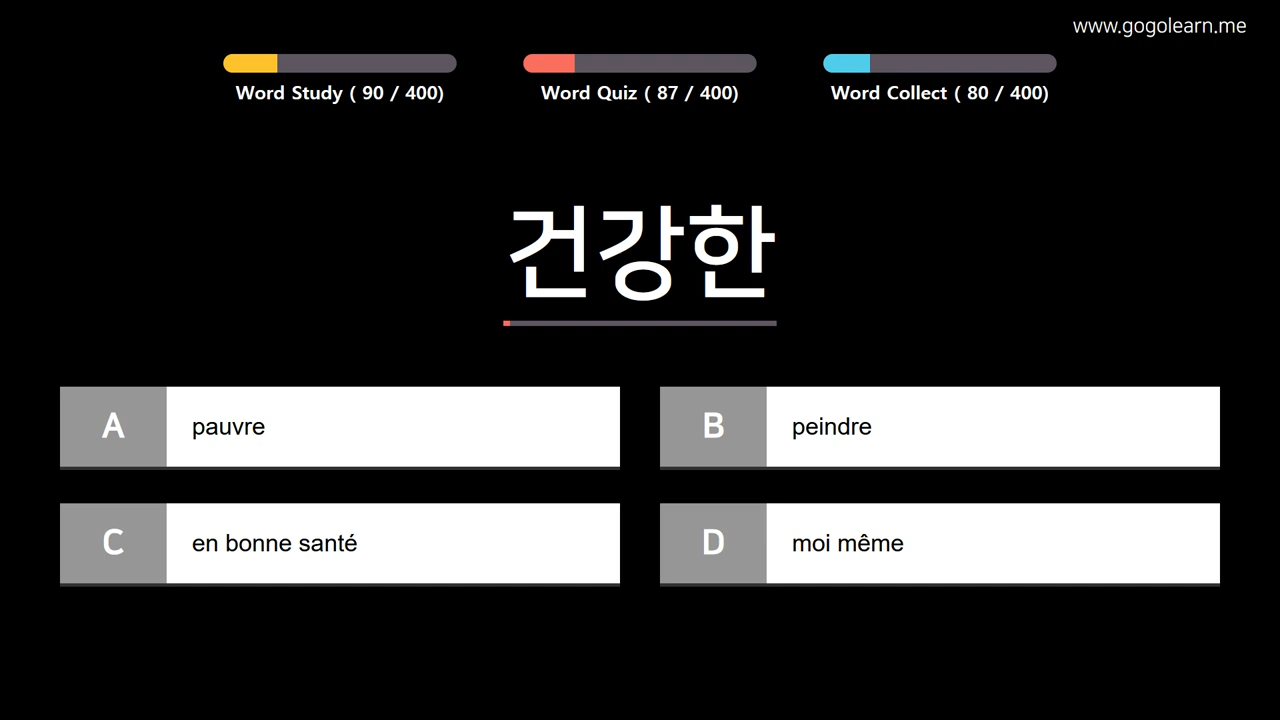 www.gogolearn.me
Word Study ( 90 / 400)
Word Quiz ( 87 / 400)
Word Collect ( 80 / 400)
건강한
A
pauvre
B
peindre
C
en bonne santé
D
moi même